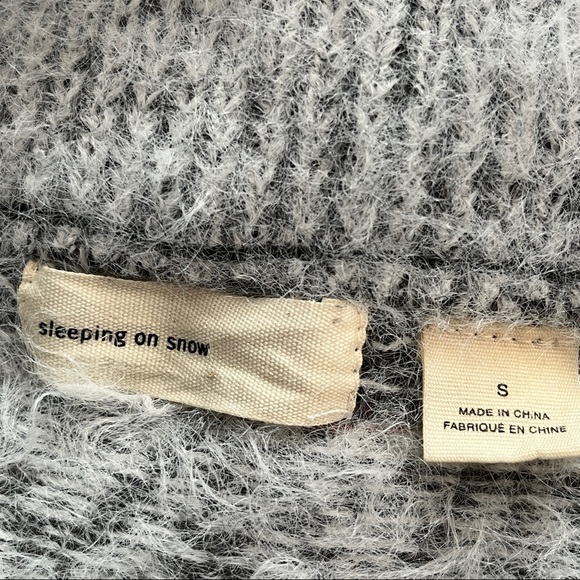 sleeping on snow
S
MADE IN CHINA
FABRIQUÉ EN CHINE